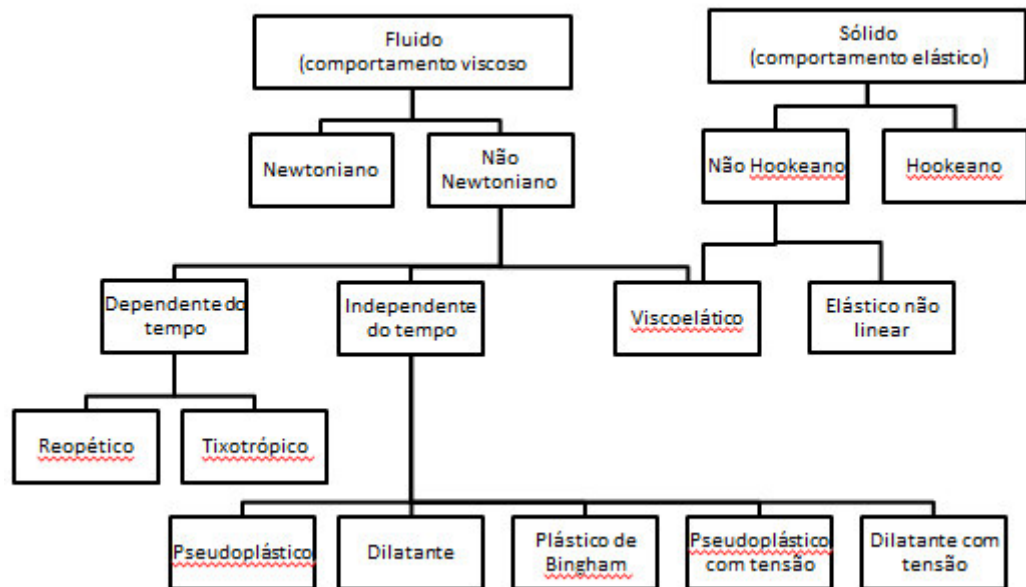 Fluido
(comportamento viscoso
Sólido
(comportamento elástico)
Newtoniano
Não
Newtoniano
Não Hookeano
Hookeano
Dependente do
tempo
Independente
do tempo
Viscoelático
Elástico não
linear
Reopético
Tixotrópico
Pseudoplástico
Dilatante
Plástico de
Bingham
Pseudoplástico
com tensão
Dilatante com
tensão